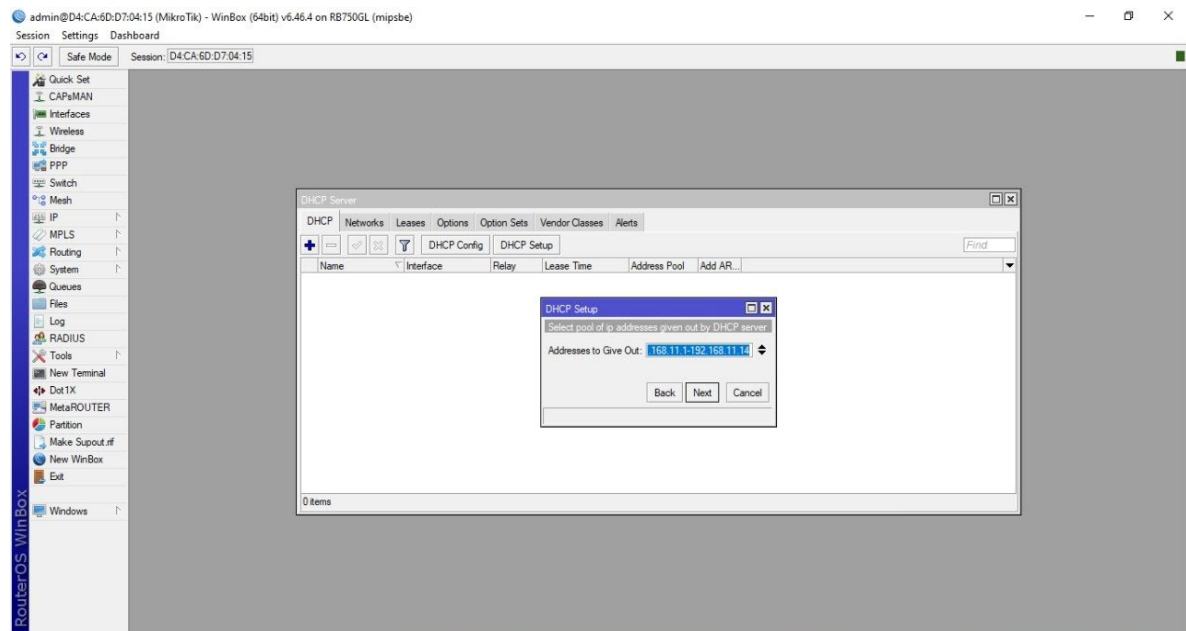 admin@D4:CA:6D:D7:04:15 (MikroTik) - WinBox (64bit) v6.46.4 on RB750GL (mipsbe)
Session Settings Dashboard
Safe Mode Session: D4:CA:6D:D7:04:15
Quick Set
CAPsMAN
Interfaces
Wireless
Bridge
PPP
Switch
Mesh
IP
MPLS
Routing
System
Queues
Files
Log
RADIUS
Tools
New Terminal
Dot1X
MetaROUTER
Partition
Make Supout.rif
New WinBox
Exit
Windows
RouterOS WinBox
DHCP Server
DHCP Networks Leases Options Option Sets Vendor Classes Alerts
DHCP Config DHCP Setup Find
Name Interface Relay Lease Time Address Pool Add AR...
DHCP Setup
Select pool of ip addresses given out by DHCP server
Addresses to Give Out: .168.11.1-192.168.11.14
Back Next Cancel
0 items